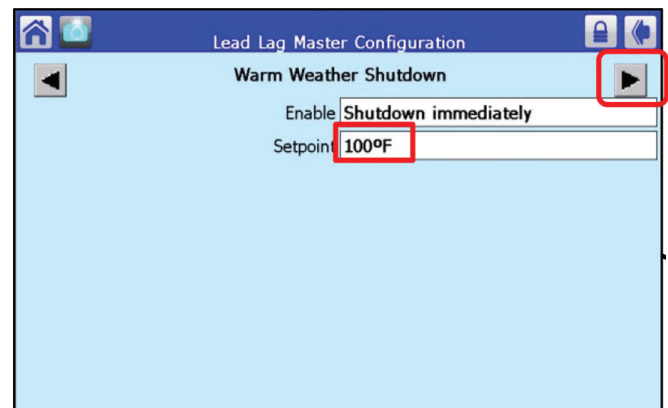 Lead Lag Master Configuration
Warm Weather Shutdown
Enable Shutdown immediately
Setpoint 100ºF